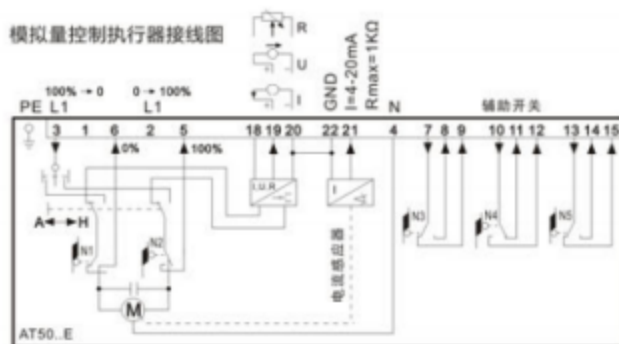 模拟量控制执行器接线图
R
U
I
GND
I=4-20mA
Rmax=1KΩ
100%→0 0→100%
PE L1 L1 N 辅助开关
3 1 6 2 5 18 19 20 22 21 4 7 8 9 10 11 12 13 14 15
0% 100%
I.U.R I
A H
N1 N2 N3 N4 N5
电流感应器
M
AT50..E